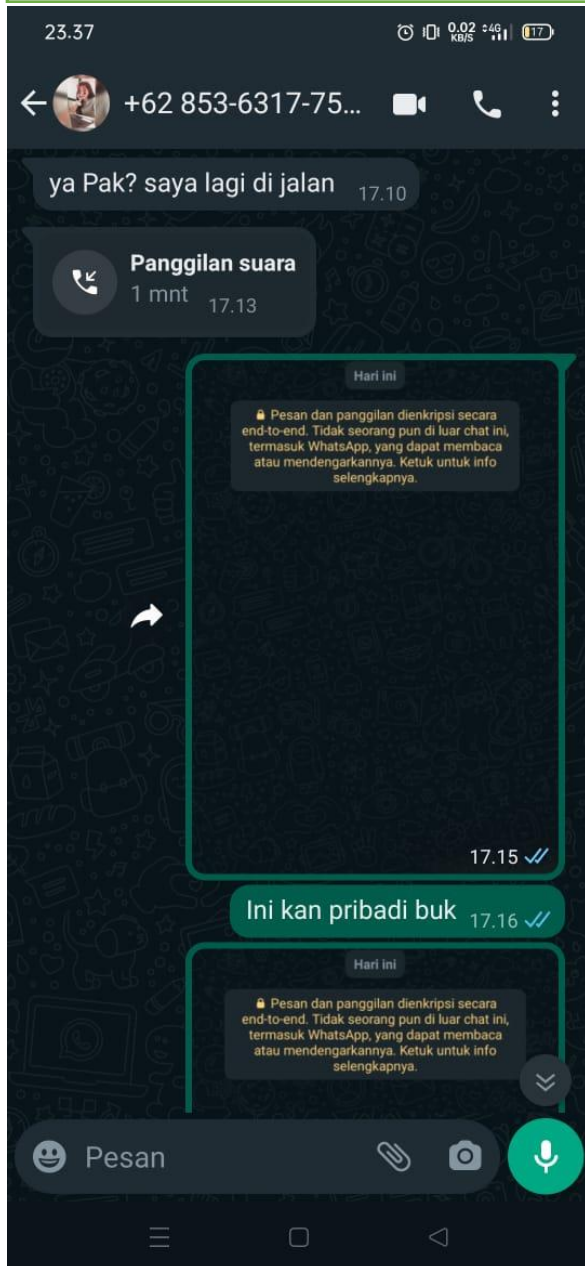 23.37
0.02 KB/S 4G 17
+62 853-6317-75...
ya Pak? saya lagi di jalan 17.10
Panggilan suara
1 mnt 17.13
Hari ini
Pesan dan panggilan dienkripsi secara
end-to-end. Tidak seorang pun di luar chat ini,
termasuk WhatsApp, yang dapat membaca
atau mendengarkannya. Ketuk untuk info
selengkapnya.
17.15
Ini kan pribadi buk 17.16
Hari ini
Pesan dan panggilan dienkripsi secara
end-to-end. Tidak seorang pun di luar chat ini,
termasuk WhatsApp, yang dapat membaca
atau mendengarkannya. Ketuk untuk info
selengkapnya.
Pesan